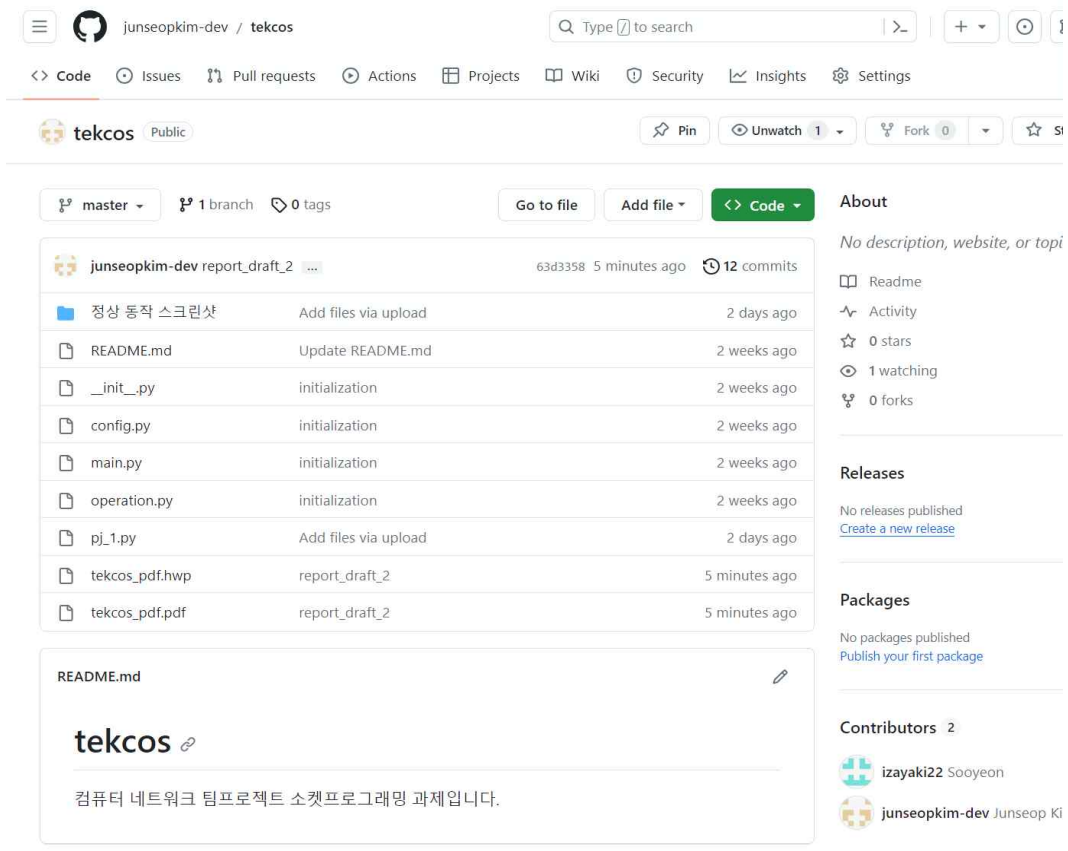 junseopkim-dev / tekcos
Type / to search
Code Issues Pull requests Actions Projects Wiki Security Insights Settings
tekcos Public
Pin Unwatch 1 Fork 0
master 1 branch 0 tags Go to file Add file Code
junseopkim-dev report_draft_2 ... 63d3358 5 minutes ago 12 commits
정상 동작 스크린샷 Add files via upload 2 days ago
README.md Update README.md 2 weeks ago
__init__.py initialization 2 weeks ago
config.py initialization 2 weeks ago
main.py initialization 2 weeks ago
operation.py initialization 2 weeks ago
pj_1.py Add files via upload 2 days ago
tekcos_pdf.hwp report_draft_2 5 minutes ago
tekcos_pdf.pdf report_draft_2 5 minutes ago
README.md
tekcos
컴퓨터 네트워크 팀프로젝트 소켓프로그래밍 과제입니다.
About
No description, website, or
Readme
Activity
0 stars
1 watching
0 forks
Releases
No releases published
Create a new release
Packages
No packages published
Publish your first package
Contributors 2
izayaki22 Sooyeon
junseopkim-dev Junseop